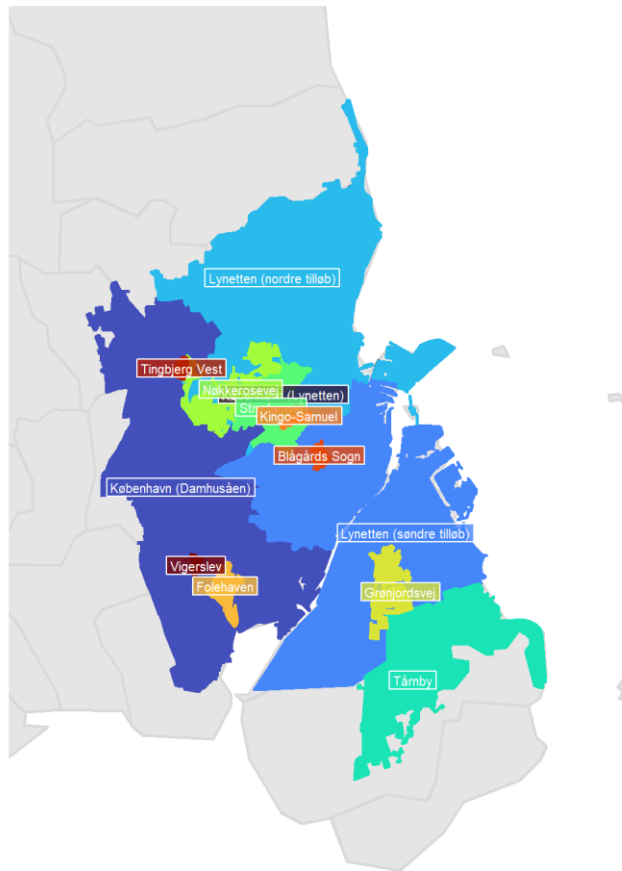 Lynetten (nordre tilløb)
Tingbjerg Vest
Nøkkerosevej
(Lynetten)
Kingo-Samuel
Blågårds Sogn
København (Damhusåen)
Lynetten (søndre tilløb)
Vigerslev
Folehaven
Grønjordsvej
Tårnby